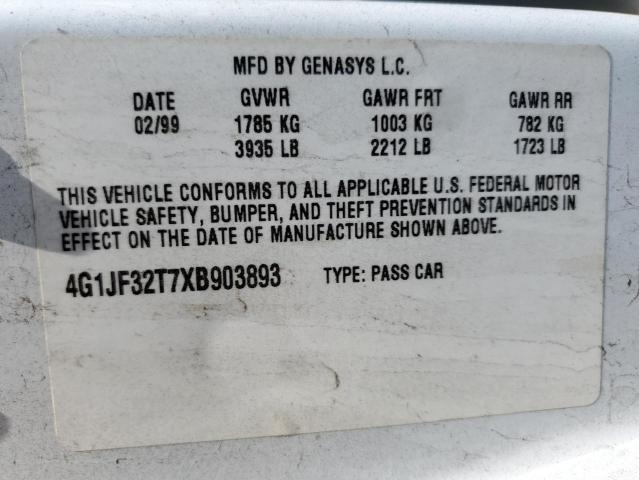 MFD BY GENASYS L.C.
DATE GVWR GAWR FRT GAWR RR
02/99 1785 KG 1003 KG 782 KG
3935 LB 2212 LB 1723 LB
THIS VEHICLE CONFORMS TO ALL APPLICABLE U.S. FEDERAL MOTOR
VEHICLE SAFETY, BUMPER, AND THEFT PREVENTION STANDARDS IN
EFFECT ON THE DATE OF MANUFACTURE SHOWN ABOVE.
4G1JF32T7XB903893 TYPE: PASS CAR